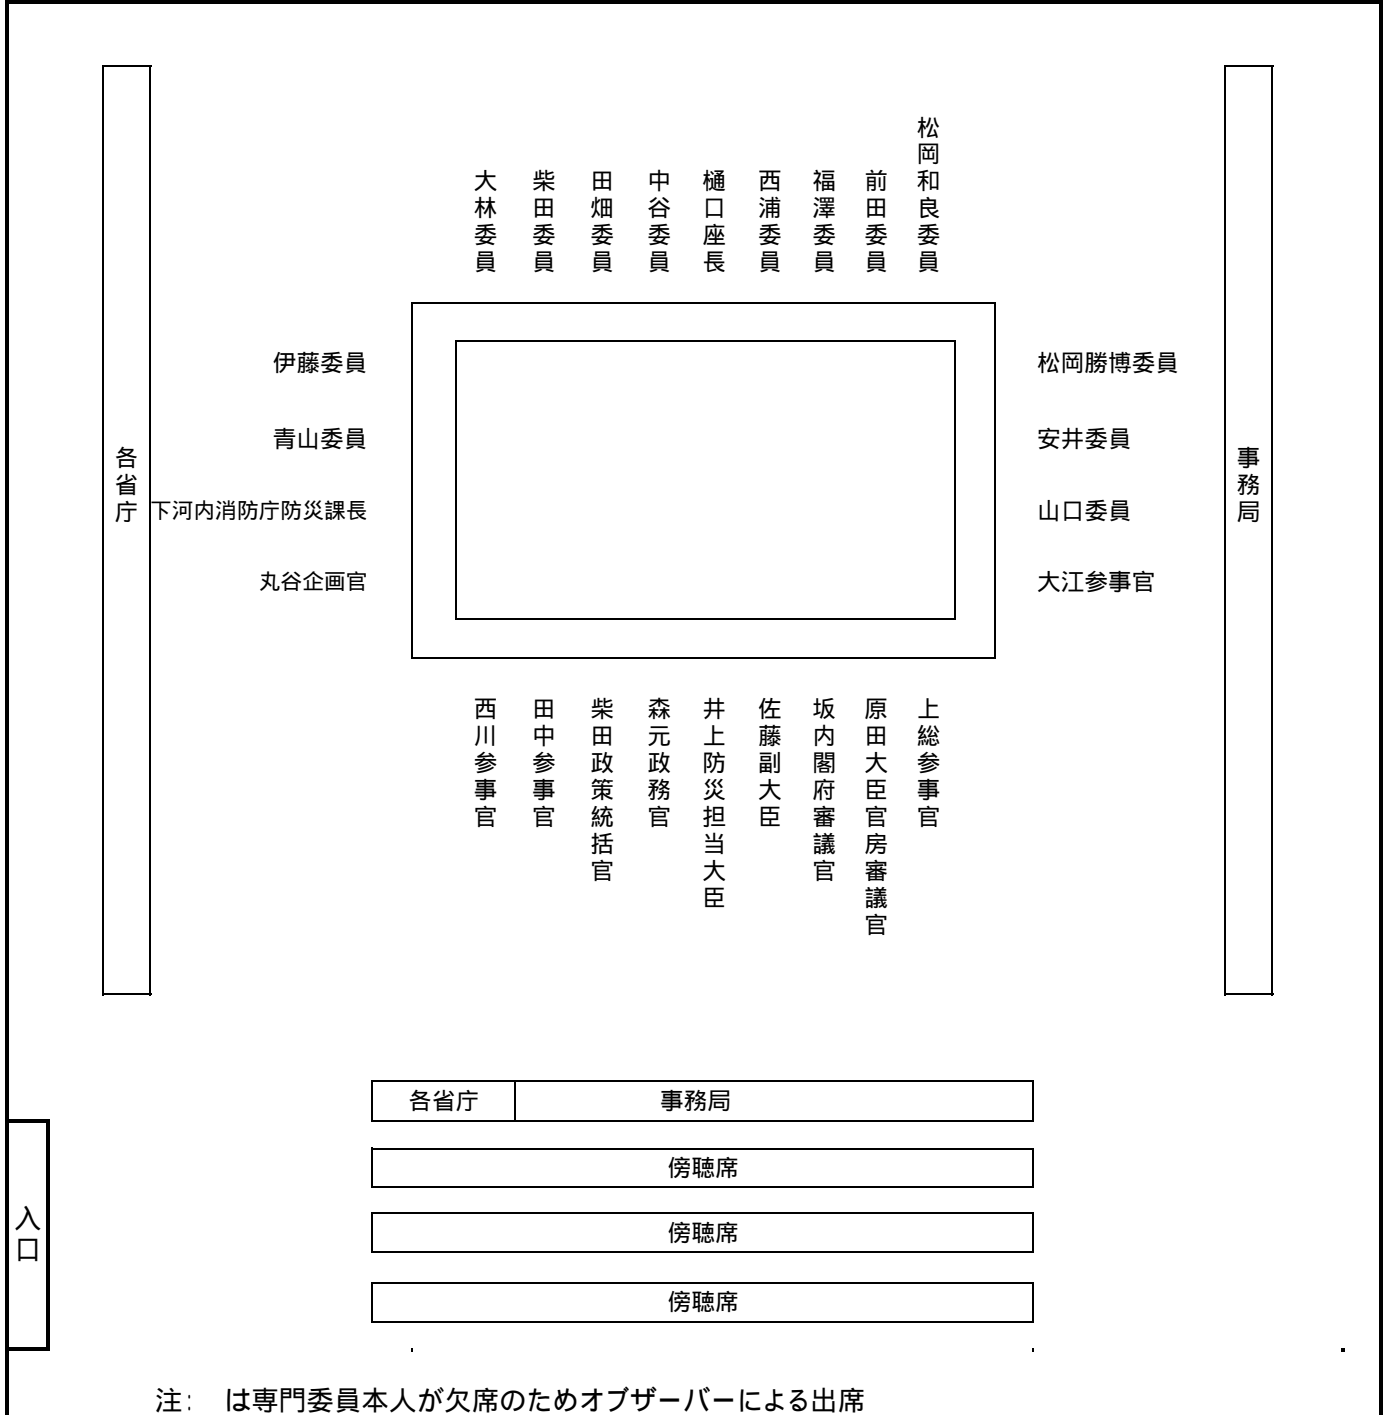 大林委員
柴田委員
田畑委員
中谷委員
樋口座長
西浦委員
福澤委員
前田委員
松岡和良委員
伊藤委員
青山委員
下河内消防庁防災課長
丸谷企画官
松岡勝博委員
安井委員
山口委員
大江参事官
各省庁
事務局
西川参事官
田中参事官
柴田政策統括官
森元政務官
井上防災担当大臣
佐藤副大臣
坂内閣府審議官
原田大臣官房審議官
上総参事官
各省庁 事務局
傍聴席
傍聴席
傍聴席
入口
注: は専門委員本人が欠席のためオブザーバーによる出席